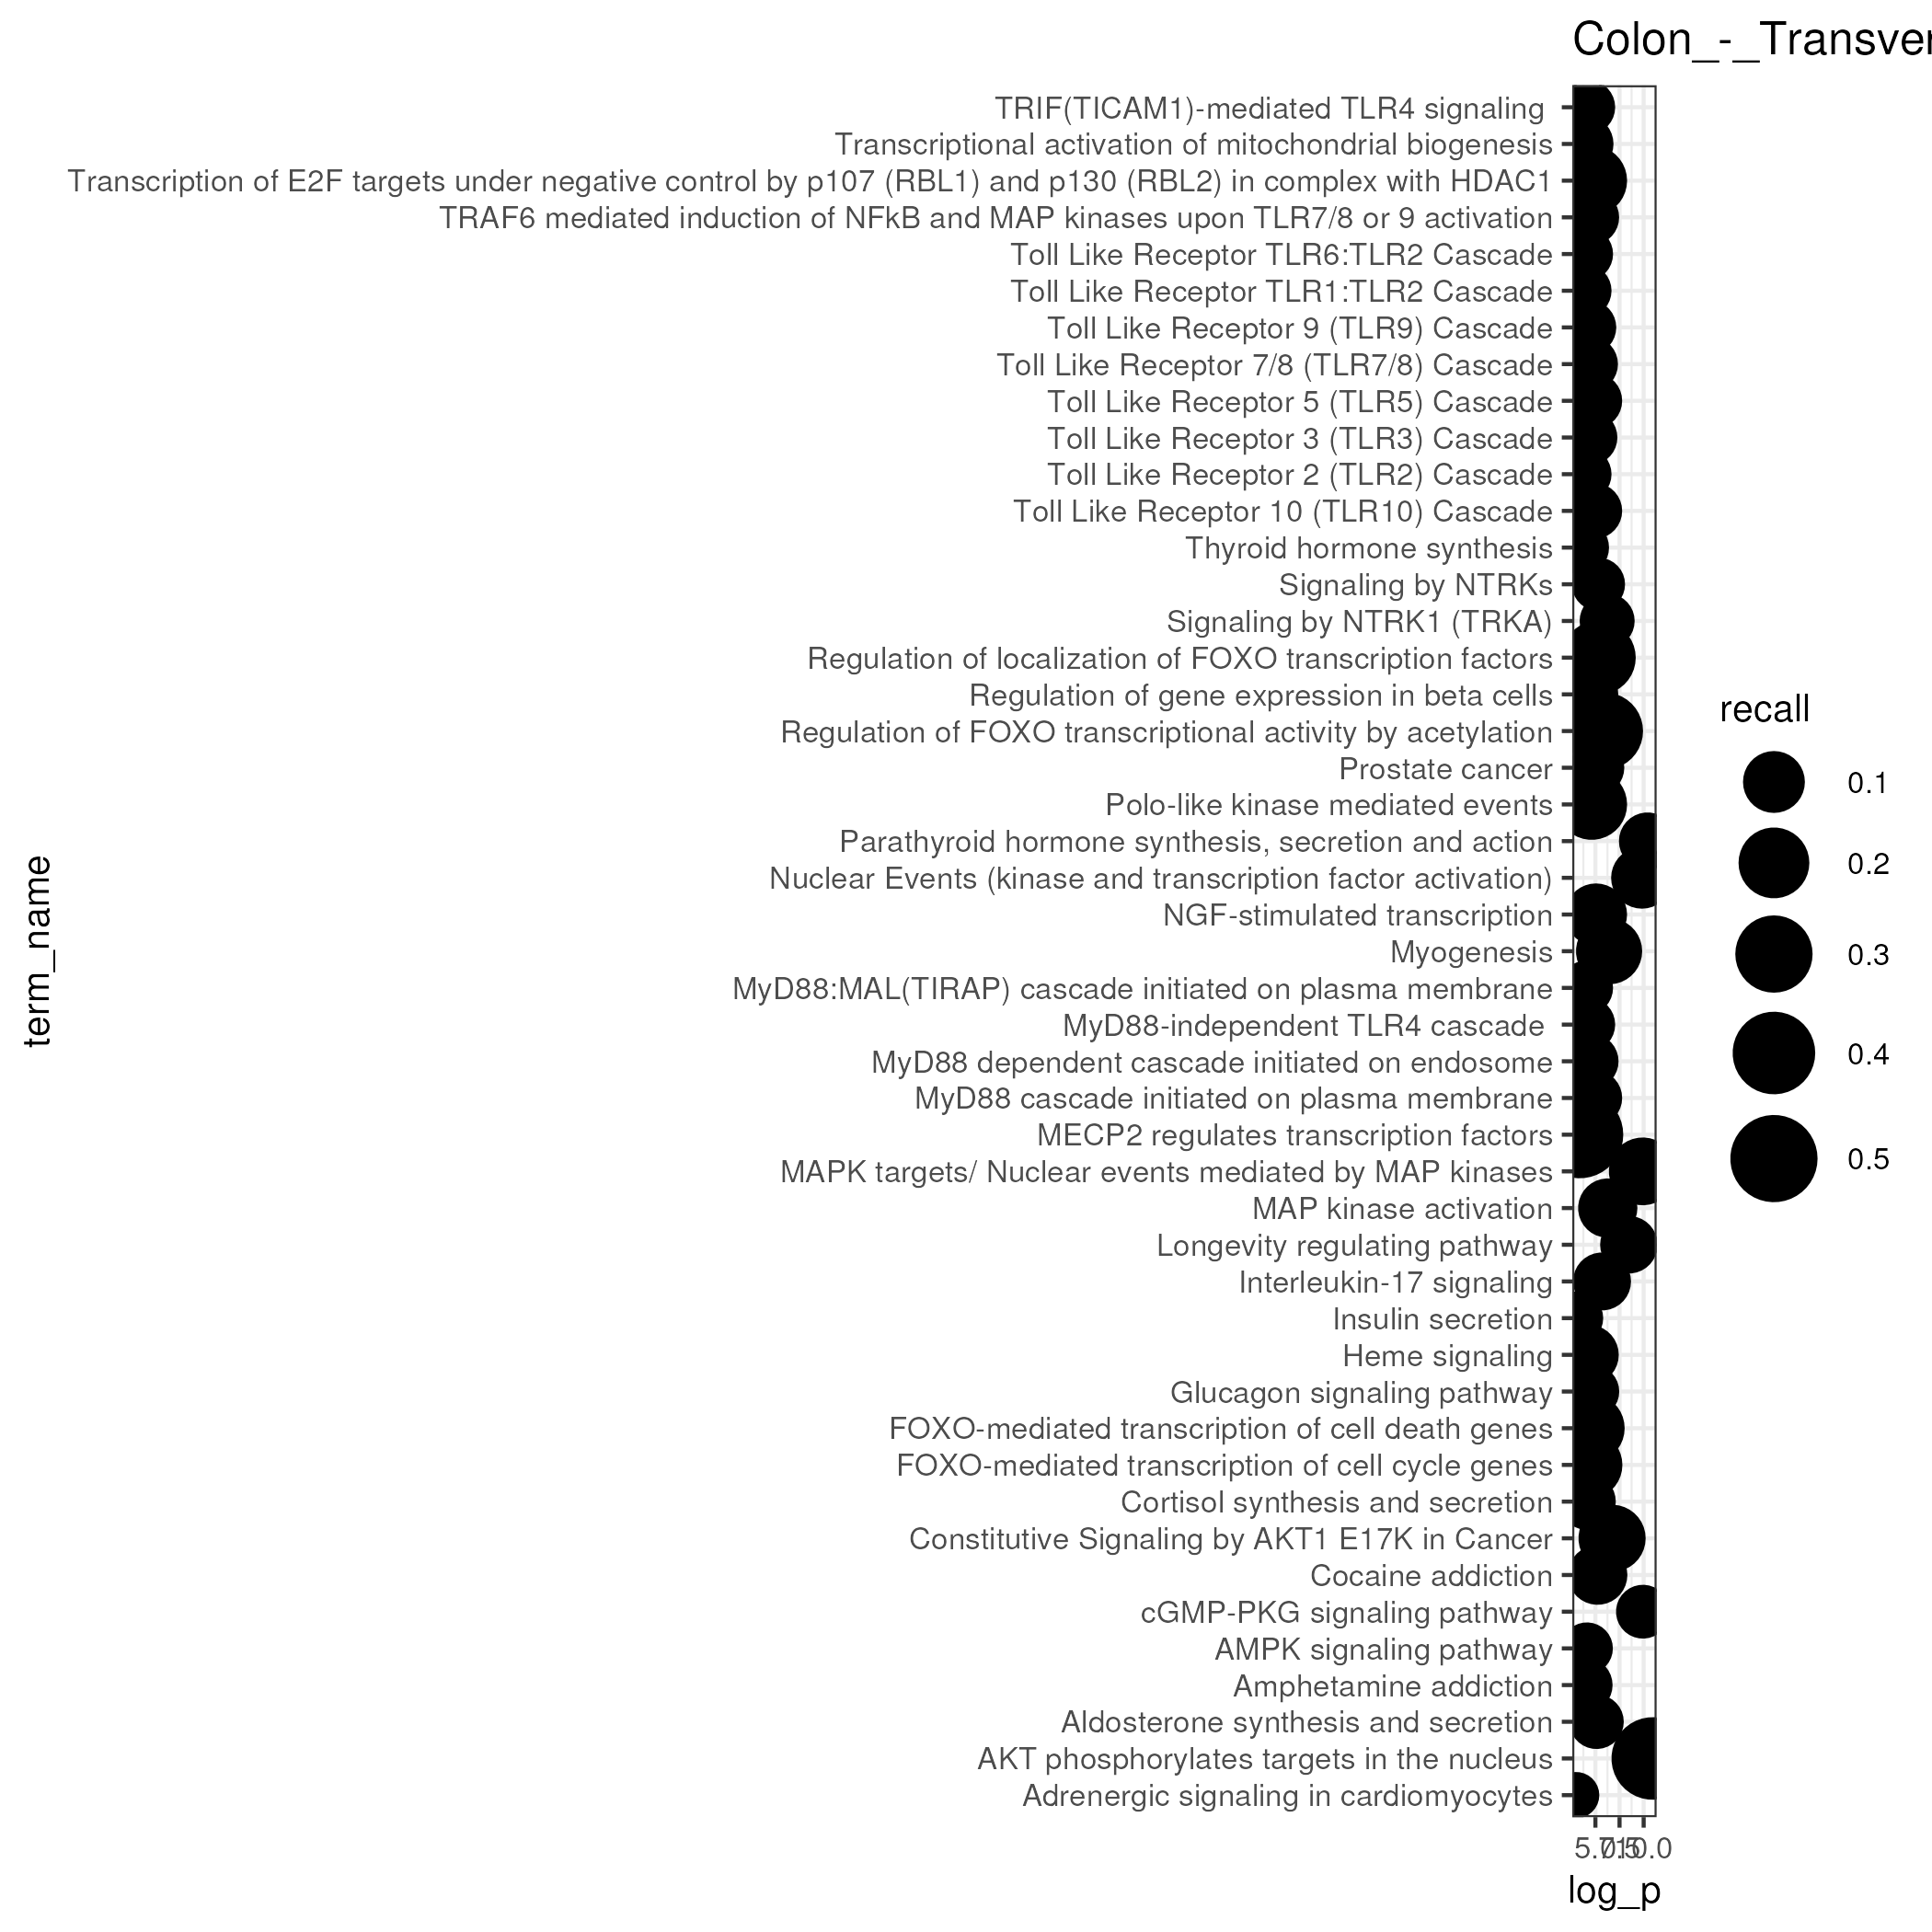 Colon_-_Transver
TRIF(TICAM1)-mediated TLR4 signaling
Transcriptional activation of mitochondrial biogenesis
Transcription of E2F targets under negative control by p107 (RBL1) and p130 (RBL2) in complex with HDAC1
TRAF6 mediated induction of NFkB and MAP kinases upon TLR7/8 or 9 activation
Toll Like Receptor TLR6:TLR2 Cascade
Toll Like Receptor TLR1:TLR2 Cascade
Toll Like Receptor 9 (TLR9) Cascade
Toll Like Receptor 7/8 (TLR7/8) Cascade
Toll Like Receptor 5 (TLR5) Cascade
Toll Like Receptor 3 (TLR3) Cascade
Toll Like Receptor 2 (TLR2) Cascade
Toll Like Receptor 10 (TLR10) Cascade
Thyroid hormone synthesis
Signaling by NTRKs
Signaling by NTRK1 (TRKA)
Regulation of localization of FOXO transcription factors
Regulation of gene expression in beta cells
Regulation of FOXO transcriptional activity by acetylation
Prostate cancer
Polo-like kinase mediated events
Parathyroid hormone synthesis, secretion and action
Nuclear Events (kinase and transcription factor activation)
NGF-stimulated transcription
Myogenesis
MyD88:MAL(TIRAP) cascade initiated on plasma membrane
MyD88-independent TLR4 cascade
MyD88 dependent cascade initiated on endosome
MyD88 cascade initiated on plasma membrane
MECP2 regulates transcription factors
MAPK targets/ Nuclear events mediated by MAP kinases
MAP kinase activation
Longevity regulating pathway
Interleukin-17 signaling
Insulin secretion
Heme signaling
Glucagon signaling pathway
FOXO-mediated transcription of cell death genes
FOXO-mediated transcription of cell cycle genes
Cortisol synthesis and secretion
Constitutive Signaling by AKT1 E17K in Cancer
Cocaine addiction
cGMP-PKG signaling pathway
AMPK signaling pathway
Amphetamine addiction
Aldosterone synthesis and secretion
AKT phosphorylates targets in the nucleus
Adrenergic signaling in cardiomyocytes
term_name
5.0 7.5 10.0
log_p
recall
0.1
0.2
0.3
0.4
0.5